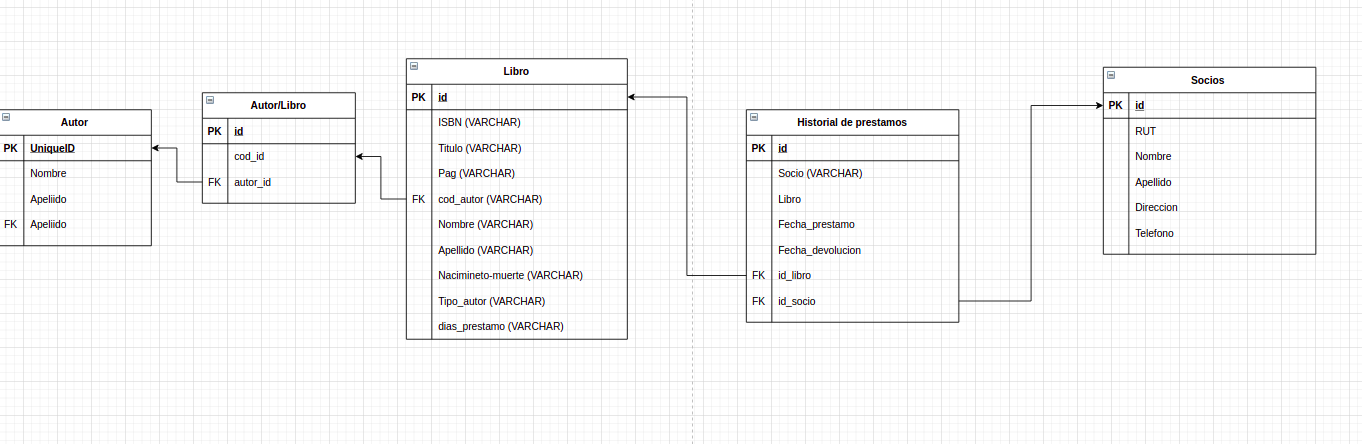 Autor
PK UniqueID
Nombre
Apeliido
FK Apeliido
Autor/Libro
PK id
cod_id
FK autor_id
Libro
PK id
ISBN (VARCHAR)
Titulo (VARCHAR)
Pag (VARCHAR)
FK cod_autor (VARCHAR)
Nombre (VARCHAR)
Apellido (VARCHAR)
Nacimineto-muerte (VARCHAR)
Tipo_autor (VARCHAR)
dias_prestamo (VARCHAR)
Historial de prestamos
PK id
Socio (VARCHAR)
Libro
Fecha_prestamo
Fecha_devolucion
FK id_libro
FK id_socio
Socios
PK id
RUT
Nombre
Apellido
Direccion
Telefono